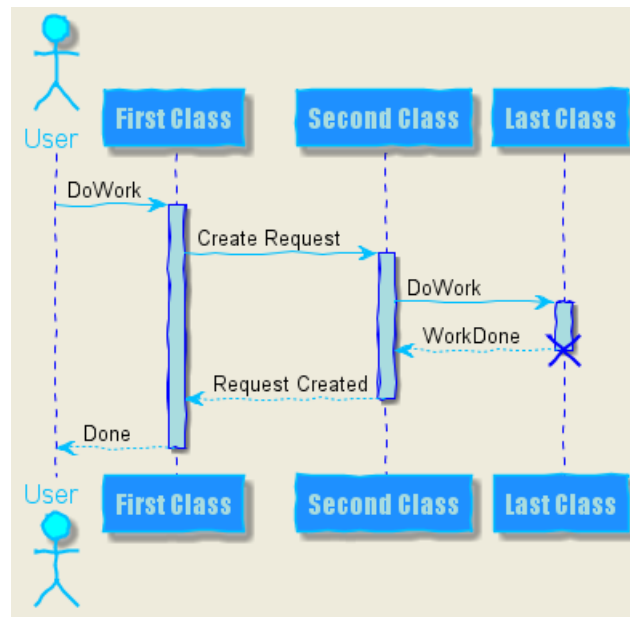 User
First Class
Second Class
Last Class
DoWork
Create Request
DoWork
WorkDone
Request Created
Done
User
First Class
Second Class
Last Class